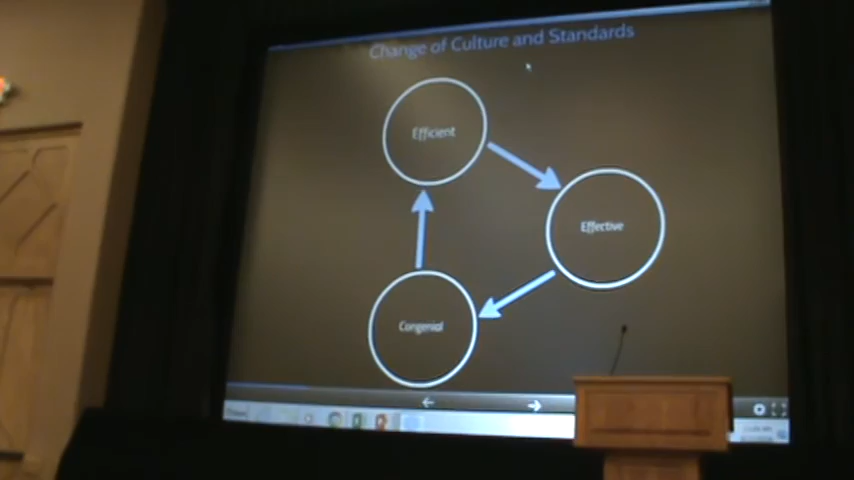 Change of Culture and Standards
Efficient
Effective
Congenial